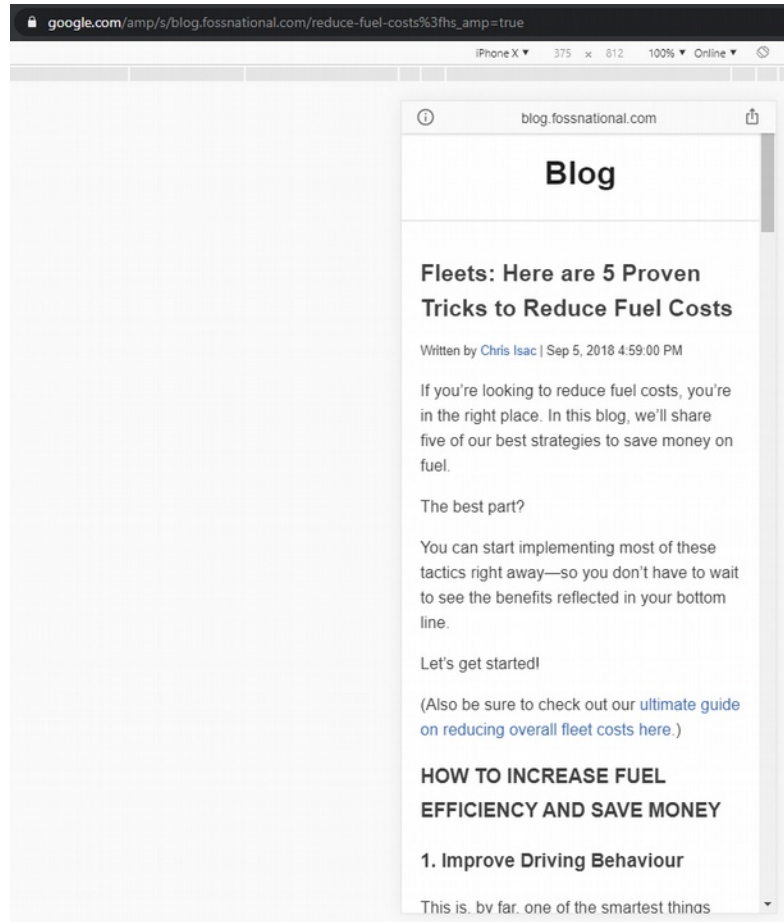 google.com/amp/s/blog.fossnational.com/reduce-fuel-costs%3fhs_amp=true
iPhone X ▼ 375 × 812 100% ▼ Online ▼
blog.fossnational.com
Blog
Fleets: Here are 5 Proven
Tricks to Reduce Fuel Costs
Written by Chris Isac | Sep 5, 2018 4:59:00 PM
If you’re looking to reduce fuel costs, you’re
in the right place. In this blog, we’ll share
five of our best strategies to save money on
fuel.
The best part?
You can start implementing most of these
tactics right away—so you don’t have to wait
to see the benefits reflected in your bottom
line.
Let’s get started!
(Also be sure to check out our ultimate guide
on reducing overall fleet costs here.)
HOW TO INCREASE FUEL
EFFICIENCY AND SAVE MONEY
1. Improve Driving Behaviour
This is, by far, one of the smartest things